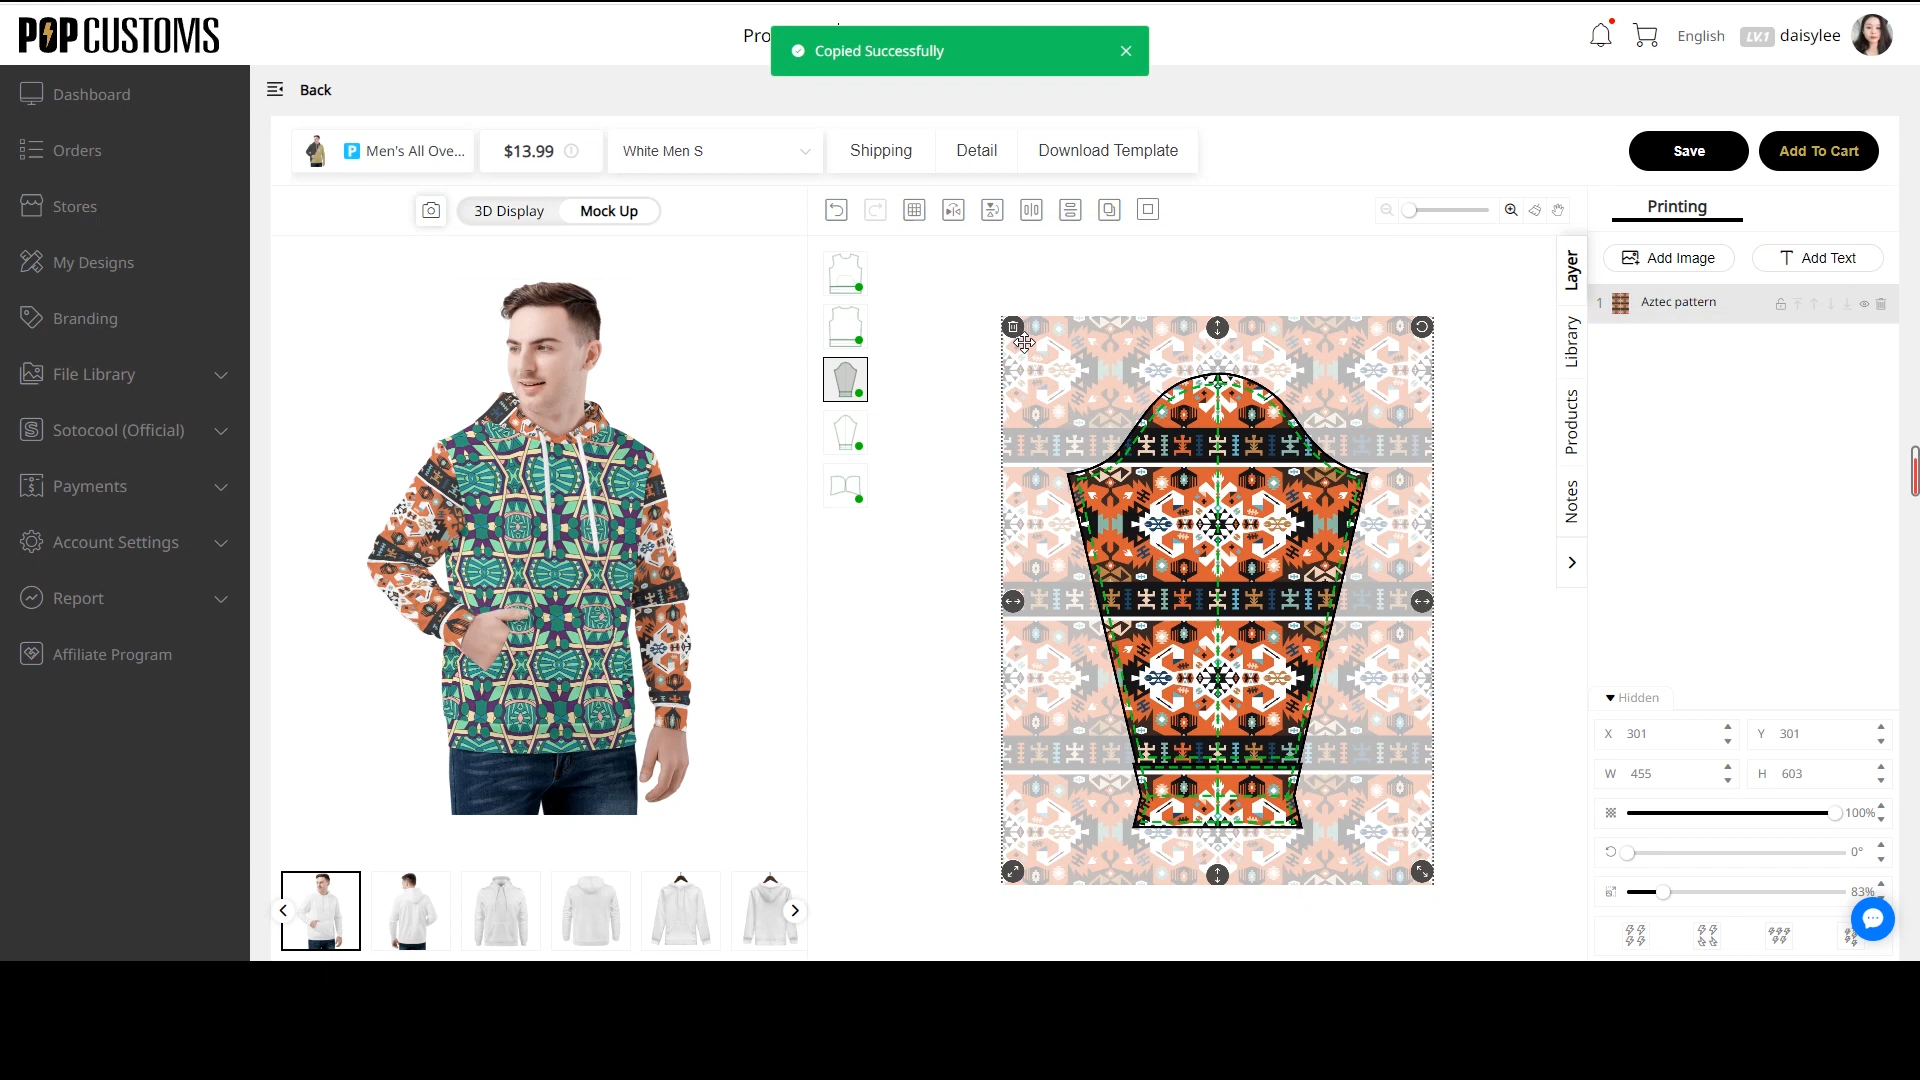 POP CUSTOMS
Pro
Copied Successfully
English
LV.1
daisylee
Dashboard
Orders
Stores
My Designs
Branding
File Library
Sotocool (Official)
Payments
Account Settings
Report
Affiliate Program
Back
Men's All Ove...
$13.99
White Men S
Shipping
Detail
Download Template
Save
Add To Cart
3D Display
Mock Up
Printing
Add Image
Add Text
Layer
Library
Products
Notes
1
Aztec pattern
Hidden
X 301
Y 301
W 455
H 603
100%
0°
83%